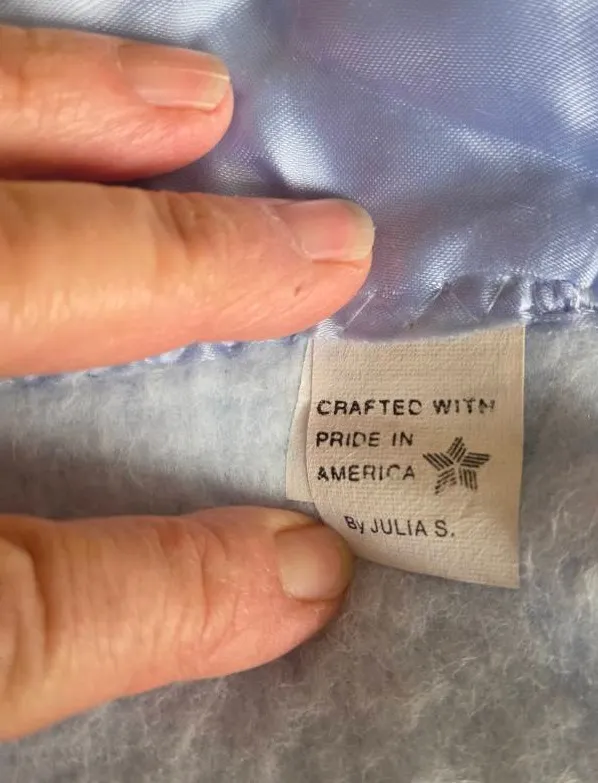 CRAFTED WITH
PRIDE IN
AMERICA
By JULIA S.